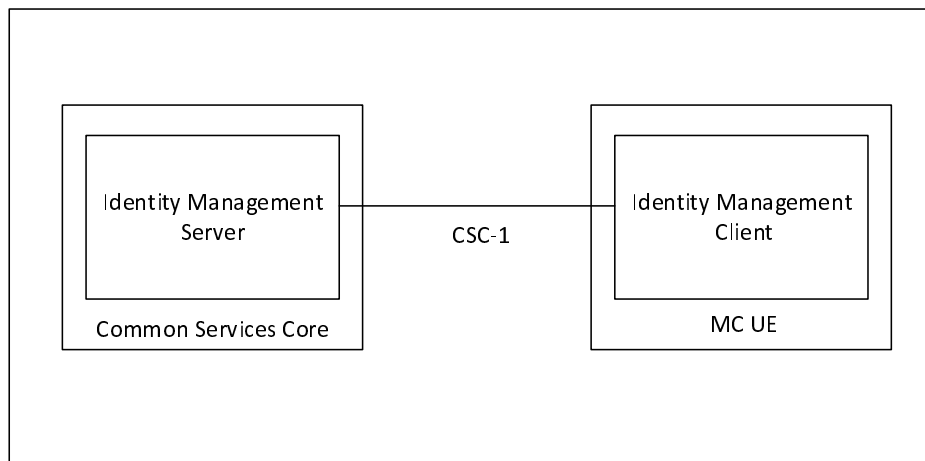 Identity Management
Server
Common Services Core
CSC-1
Identity Management
Client
MC UE